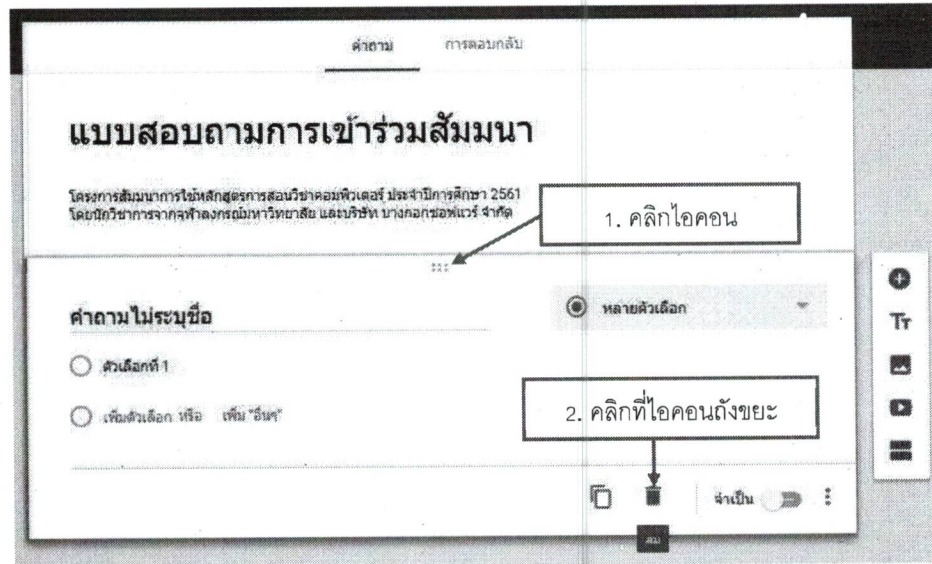 คำถาม การตอบกลับ
แบบสอบถามการเข้าร่วมสัมมนา
โครงการสัมมนาการใช้หลักสูตรการสอนวิชาคอมพิวเตอร์ ประจำปีการศึกษา 2561
โดยนักวิชาการจากจุฬาลงกรณ์มหาวิทยาลัย และบริษัท บางกอกซอฟแวร์ จำกัด
1. คลิกไอคอน
คำถามไม่ระบุชื่อ
หลายตัวเลือก
ตัวเลือกที่ 1
เพิ่มตัวเลือก หรือ เพิ่ม "อื่นๆ"
2. คลิกที่ไอคอนถังขยะ
Tт
จำเป็น
ลบ